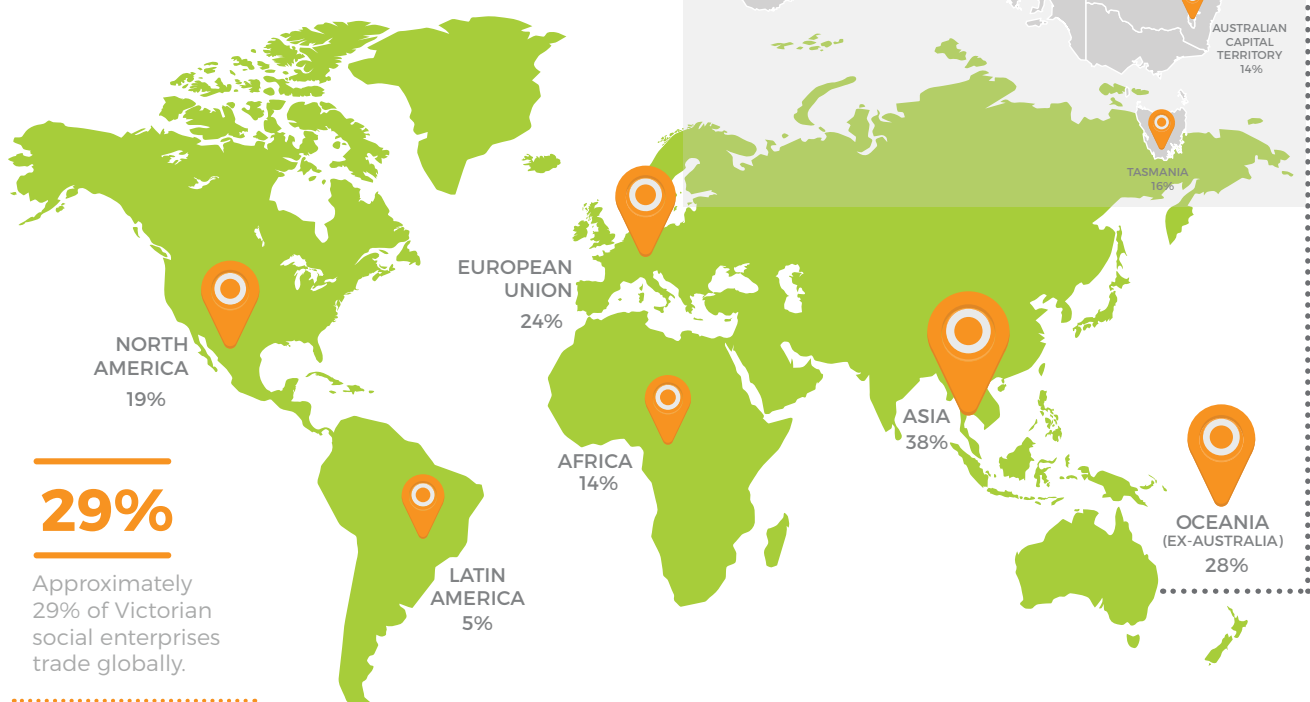 AUSTRALIAN
CAPITAL
TERRITORY
14%
TASMANIA
16%
EUROPEAN
UNION
24%
NORTH
AMERICA
19%
ASIA
38%
AFRICA
14%
OCEANIA
(EX-AUSTRALIA)
28%
LATIN
AMERICA
5%
29%
Approximately
29% of Victorian
social enterprises
trade globally.